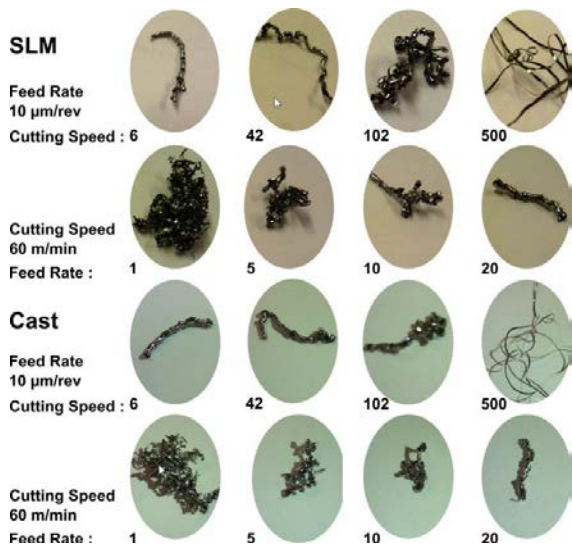 SLM
Feed Rate
10 µm/rev
Cutting Speed : 6 42 102 500
Cutting Speed
60 m/min
Feed Rate : 1 5 10 20
Cast
Feed Rate
10 µm/rev
Cutting Speed : 6 42 102 500
Cutting Speed
60 m/min
Feed Rate : 1 5 10 20